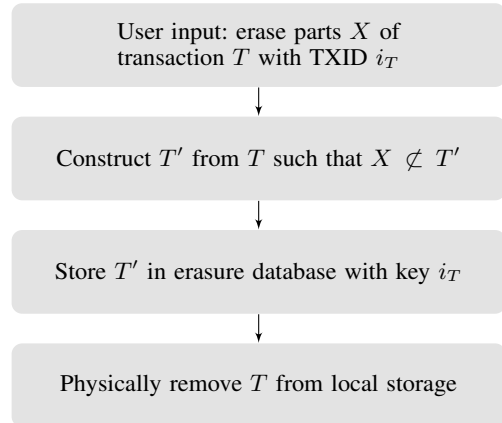 User input: erase parts X of
transaction T with TXID i_T
Construct T′ from T such that X ⊄ T′
Store T′ in erasure database with key i_T
Physically remove T from local storage